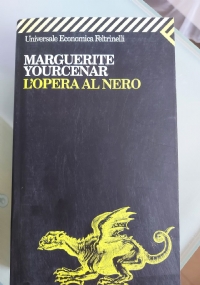 Universale Economica Feltrinelli
MARGUERITE
YOURCENAR
L'OPERA AL NERO